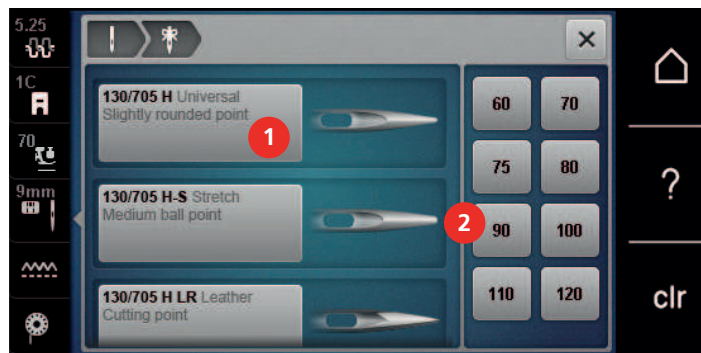 5.25
1C
70
9mm
130/705 H Universal
Slightly rounded point
1
130/705 H-S Stretch
Medium ball point
2
130/705 H LR Leather
Cutting point
60 70
75 80
90 100
110 120
?
clr